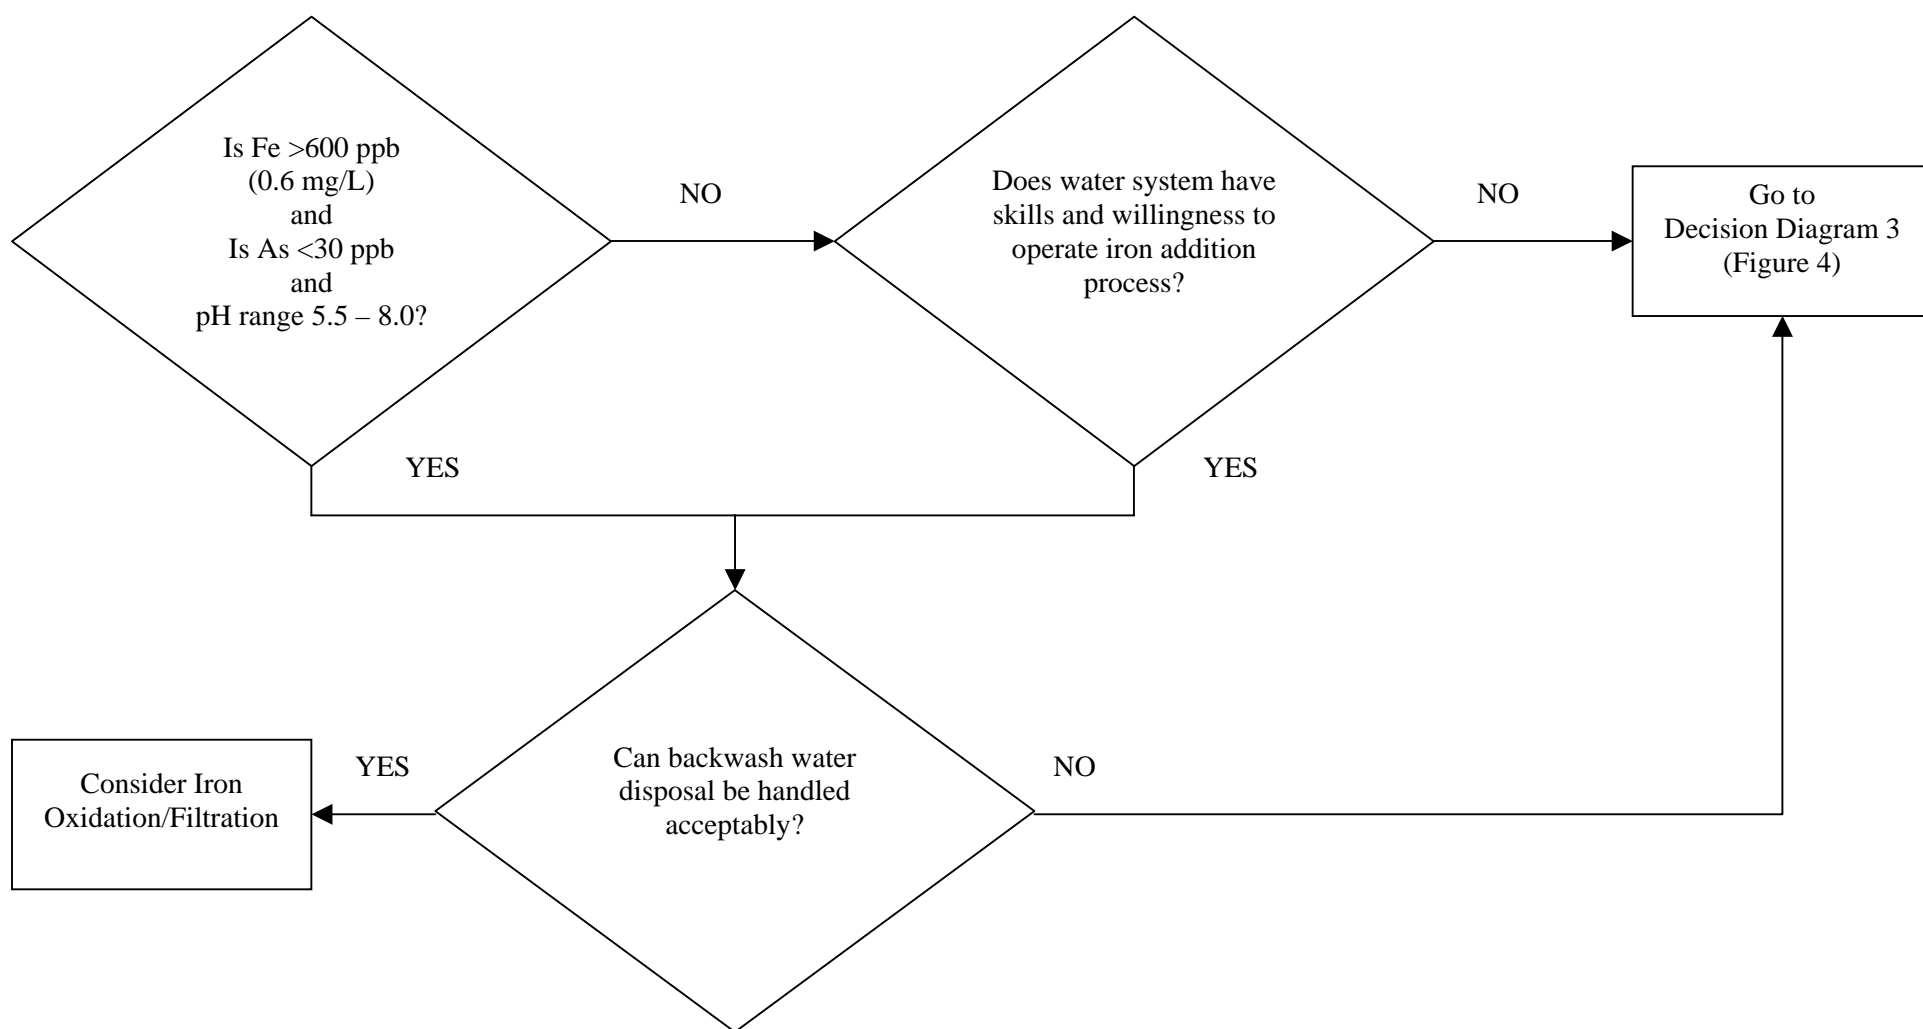 Is Fe >600 ppb
(0.6 mg/L)
and
Is As <30 ppb
and
pH range 5.5 – 8.0?
NO
Does water system have
skills and willingness to
operate iron addition
process?
NO
Go to
Decision Diagram 3
(Figure 4)
YES
YES
Consider Iron
Oxidation/Filtration
YES
Can backwash water
disposal be handled
acceptably?
NO